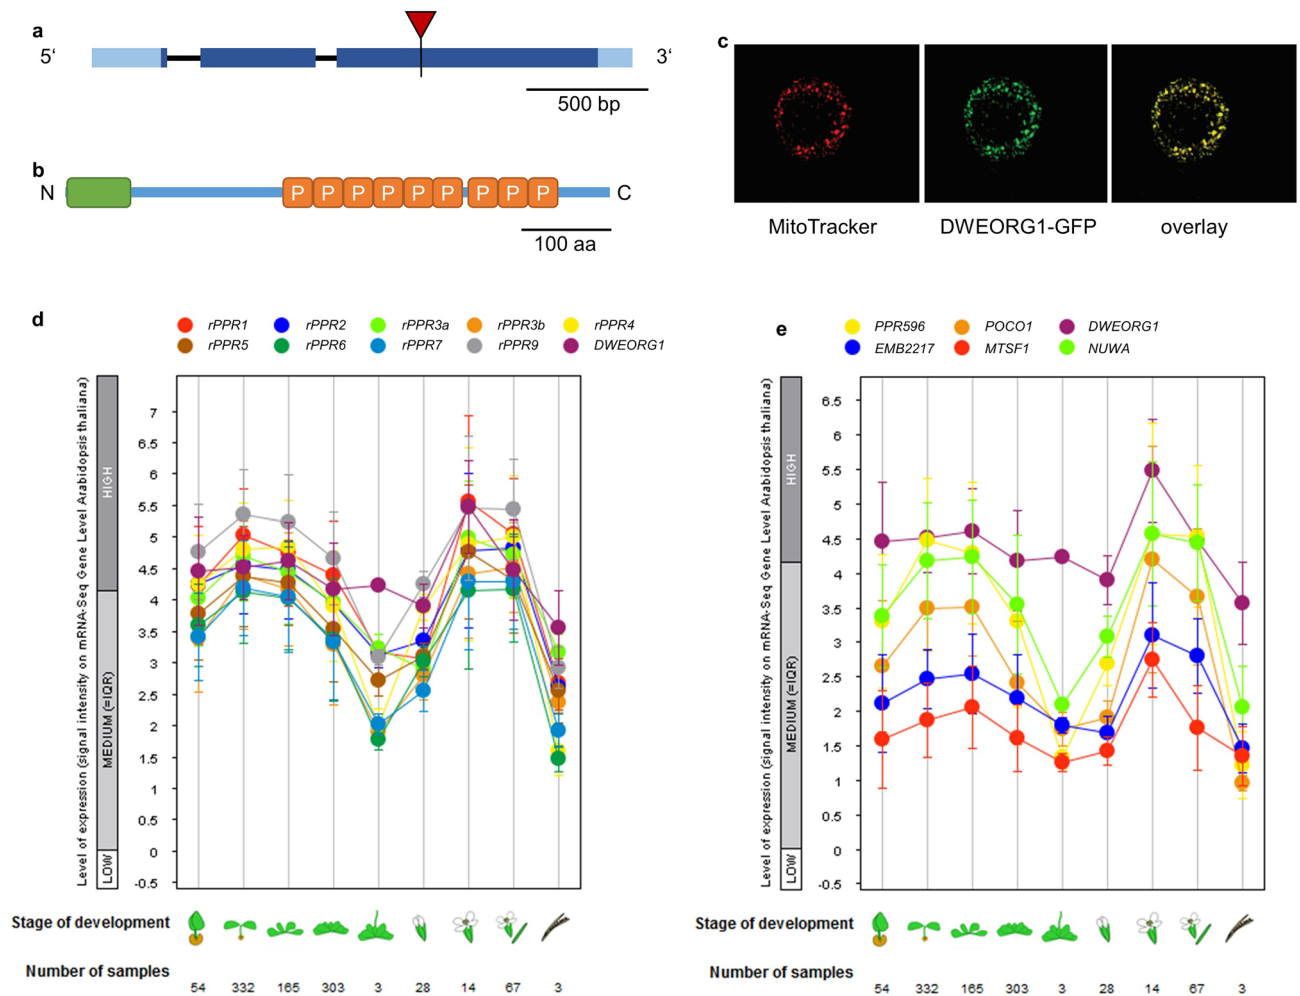 a
5‘ 3‘
500 bp
b
N P P P P P P P P P C
100 aa
c
MitoTracker DWEORG1-GFP overlay
d
rPPR1 rPPR2 rPPR3a rPPR3b rPPR4
rPPR5 rPPR6 rPPR7 rPPR9 DWEORG1
Level of expression (signal intensity on mRNA-Seq Gene Level Arabidopsis thaliana)
HIGH
MEDIUM (=IQR)
LOW
7
6.5
6
5.5
5
4.5
4
3.5
3
2.5
2
1.5
1
0.5
0
-0.5
Stage of development
Number of samples
54 332 165 303 3 28 14 67 3
e
PPR596 POCO1 DWEORG1
EMB2217 MTSF1 NUWA
Level of expression (signal intensity on mRNA-Seq Gene Level Arabidopsis thaliana)
HIGH
MEDIUM (=IQR)
LOW
6.5
6
5.5
5
4.5
4
3.5
3
2.5
2
1.5
1
0.5
0
-0.5
Stage of development
Number of samples
54 332 165 303 3 28 14 67 3